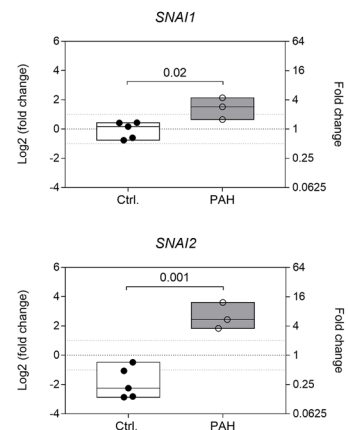 SNAI1
6
4
2
0
-2
-4
64
16
4
1
0.25
0.0625
Log2 (fold change)
Fold change
0.02
Ctrl.
PAH
SNAI2
6
4
2
0
-2
-4
64
16
4
1
0.25
0.0625
Log2 (fold change)
Fold change
0.001
Ctrl.
PAH